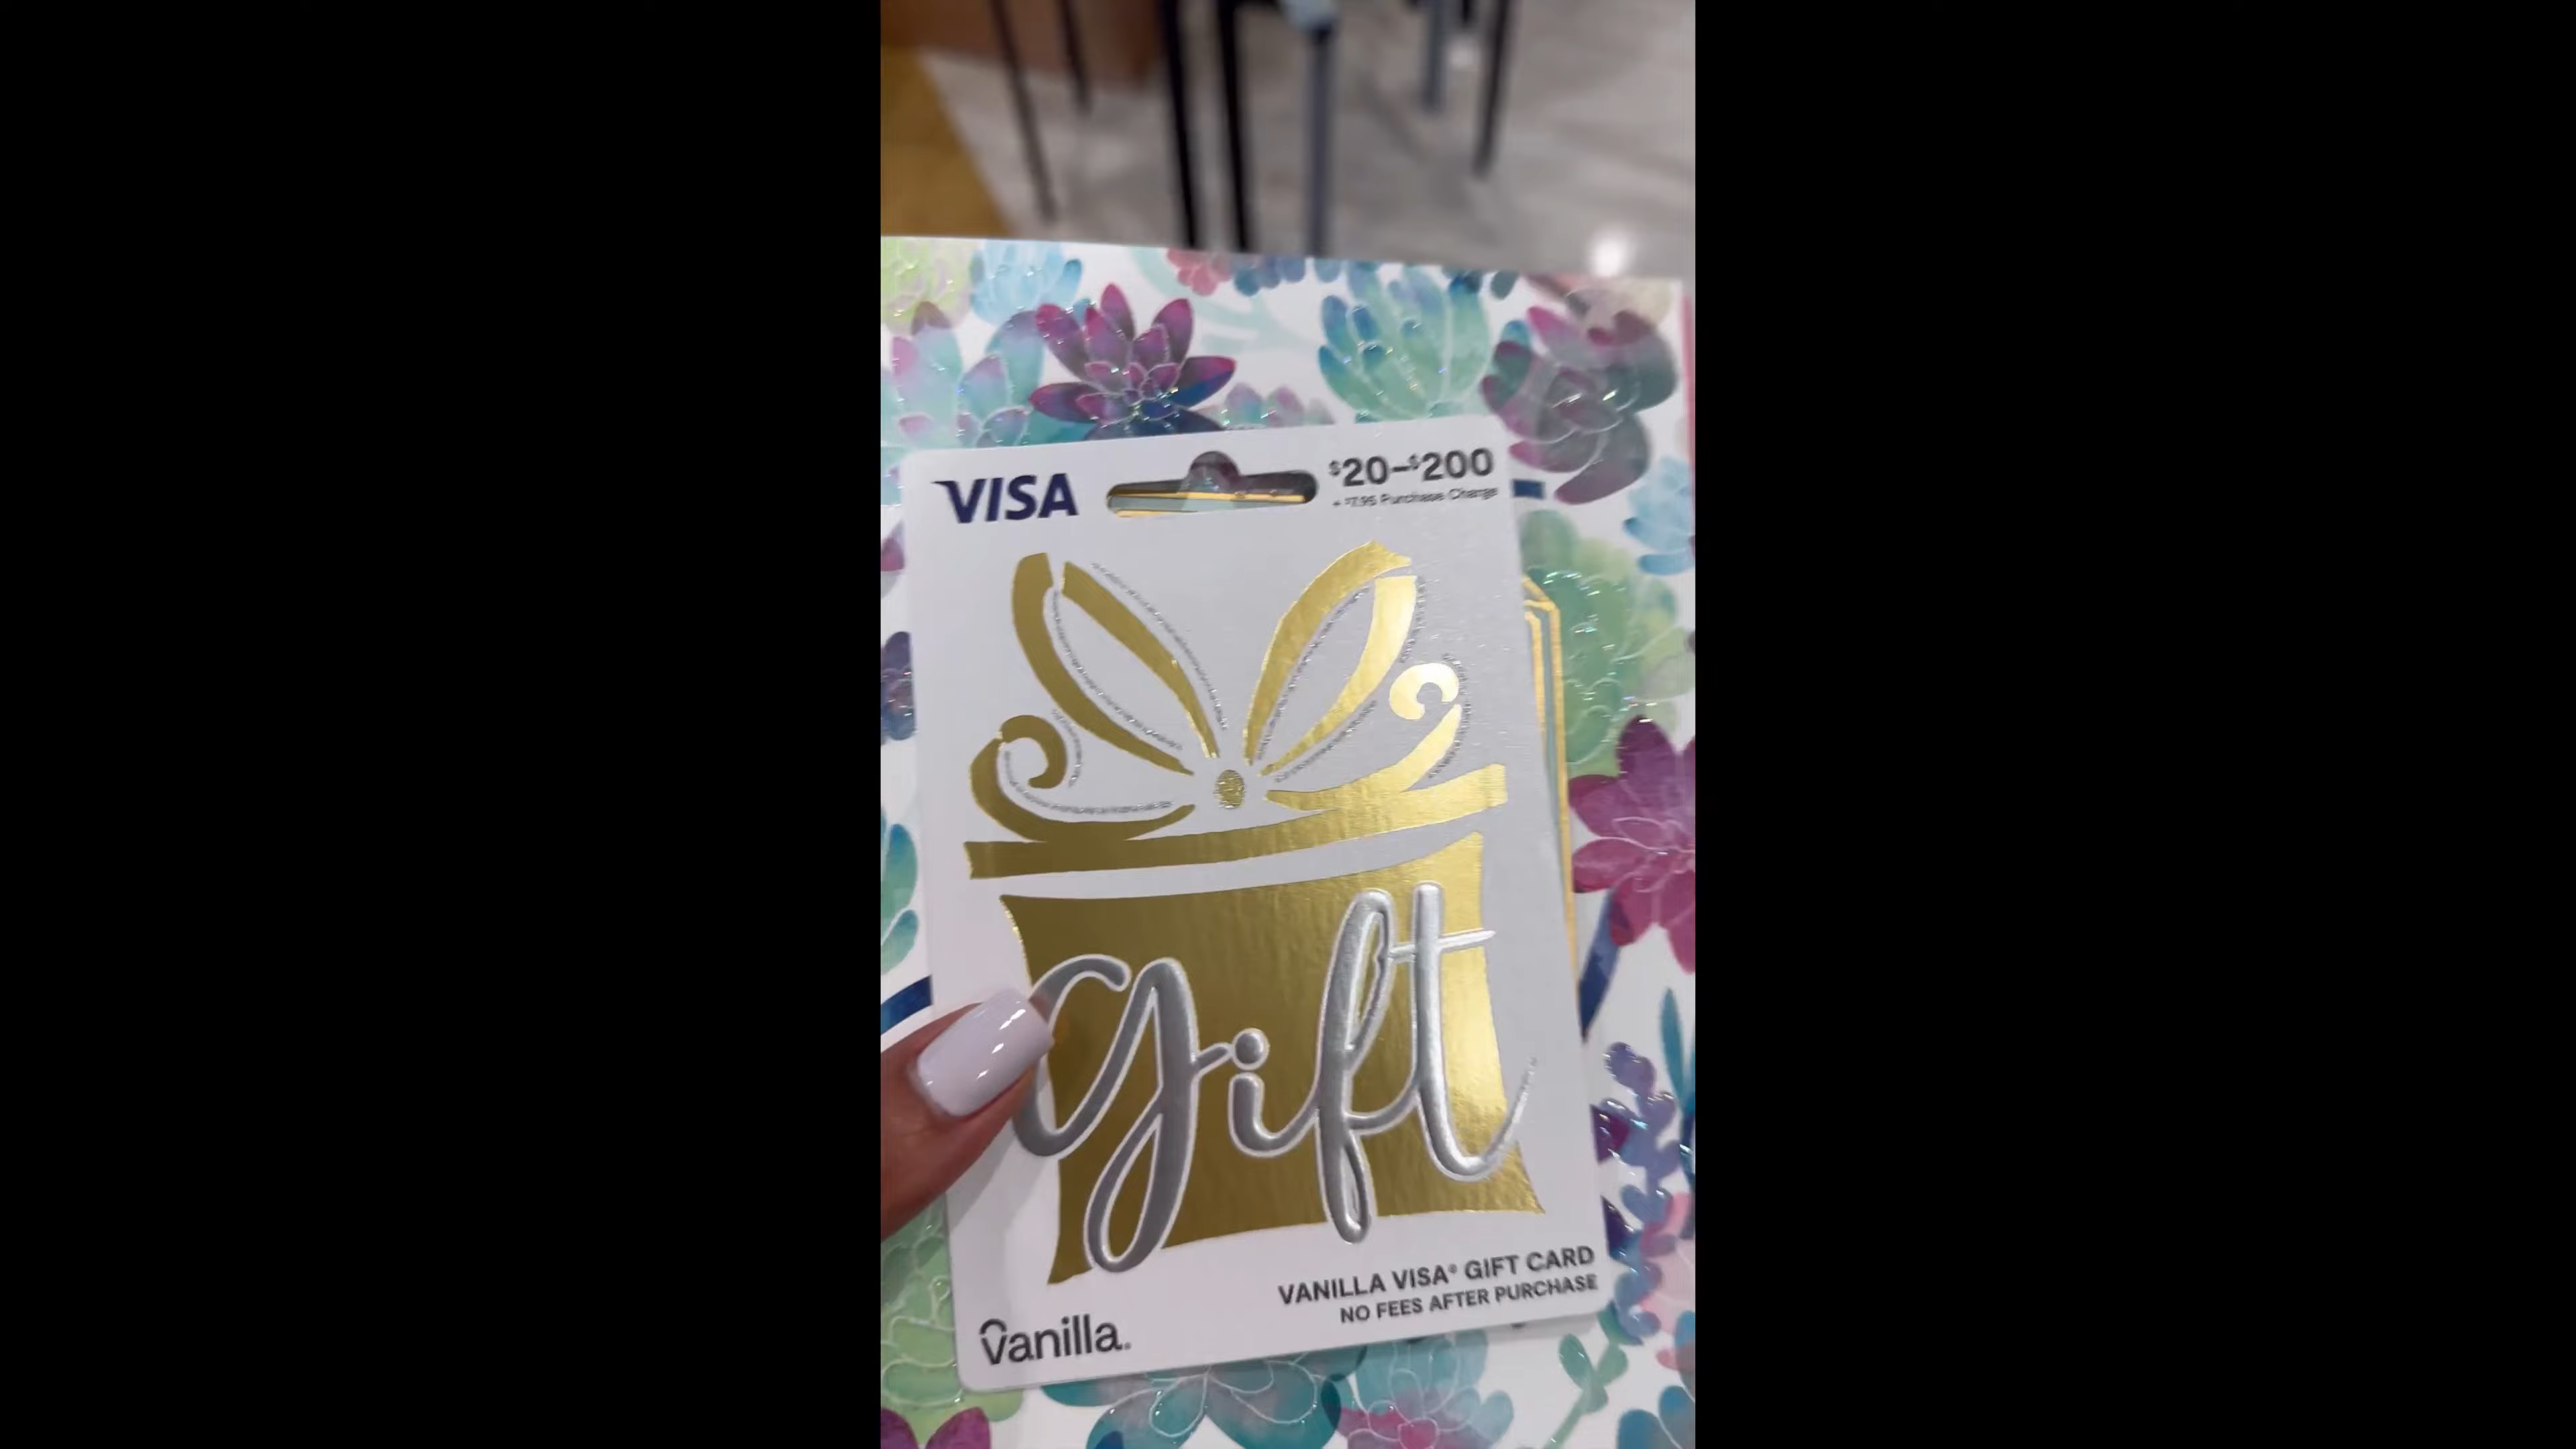 VISA
$20–$200
+ $7.95 Purchase Charge
gift
VANILLA VISA® GIFT CARD
NO FEES AFTER PURCHASE
Vanilla.